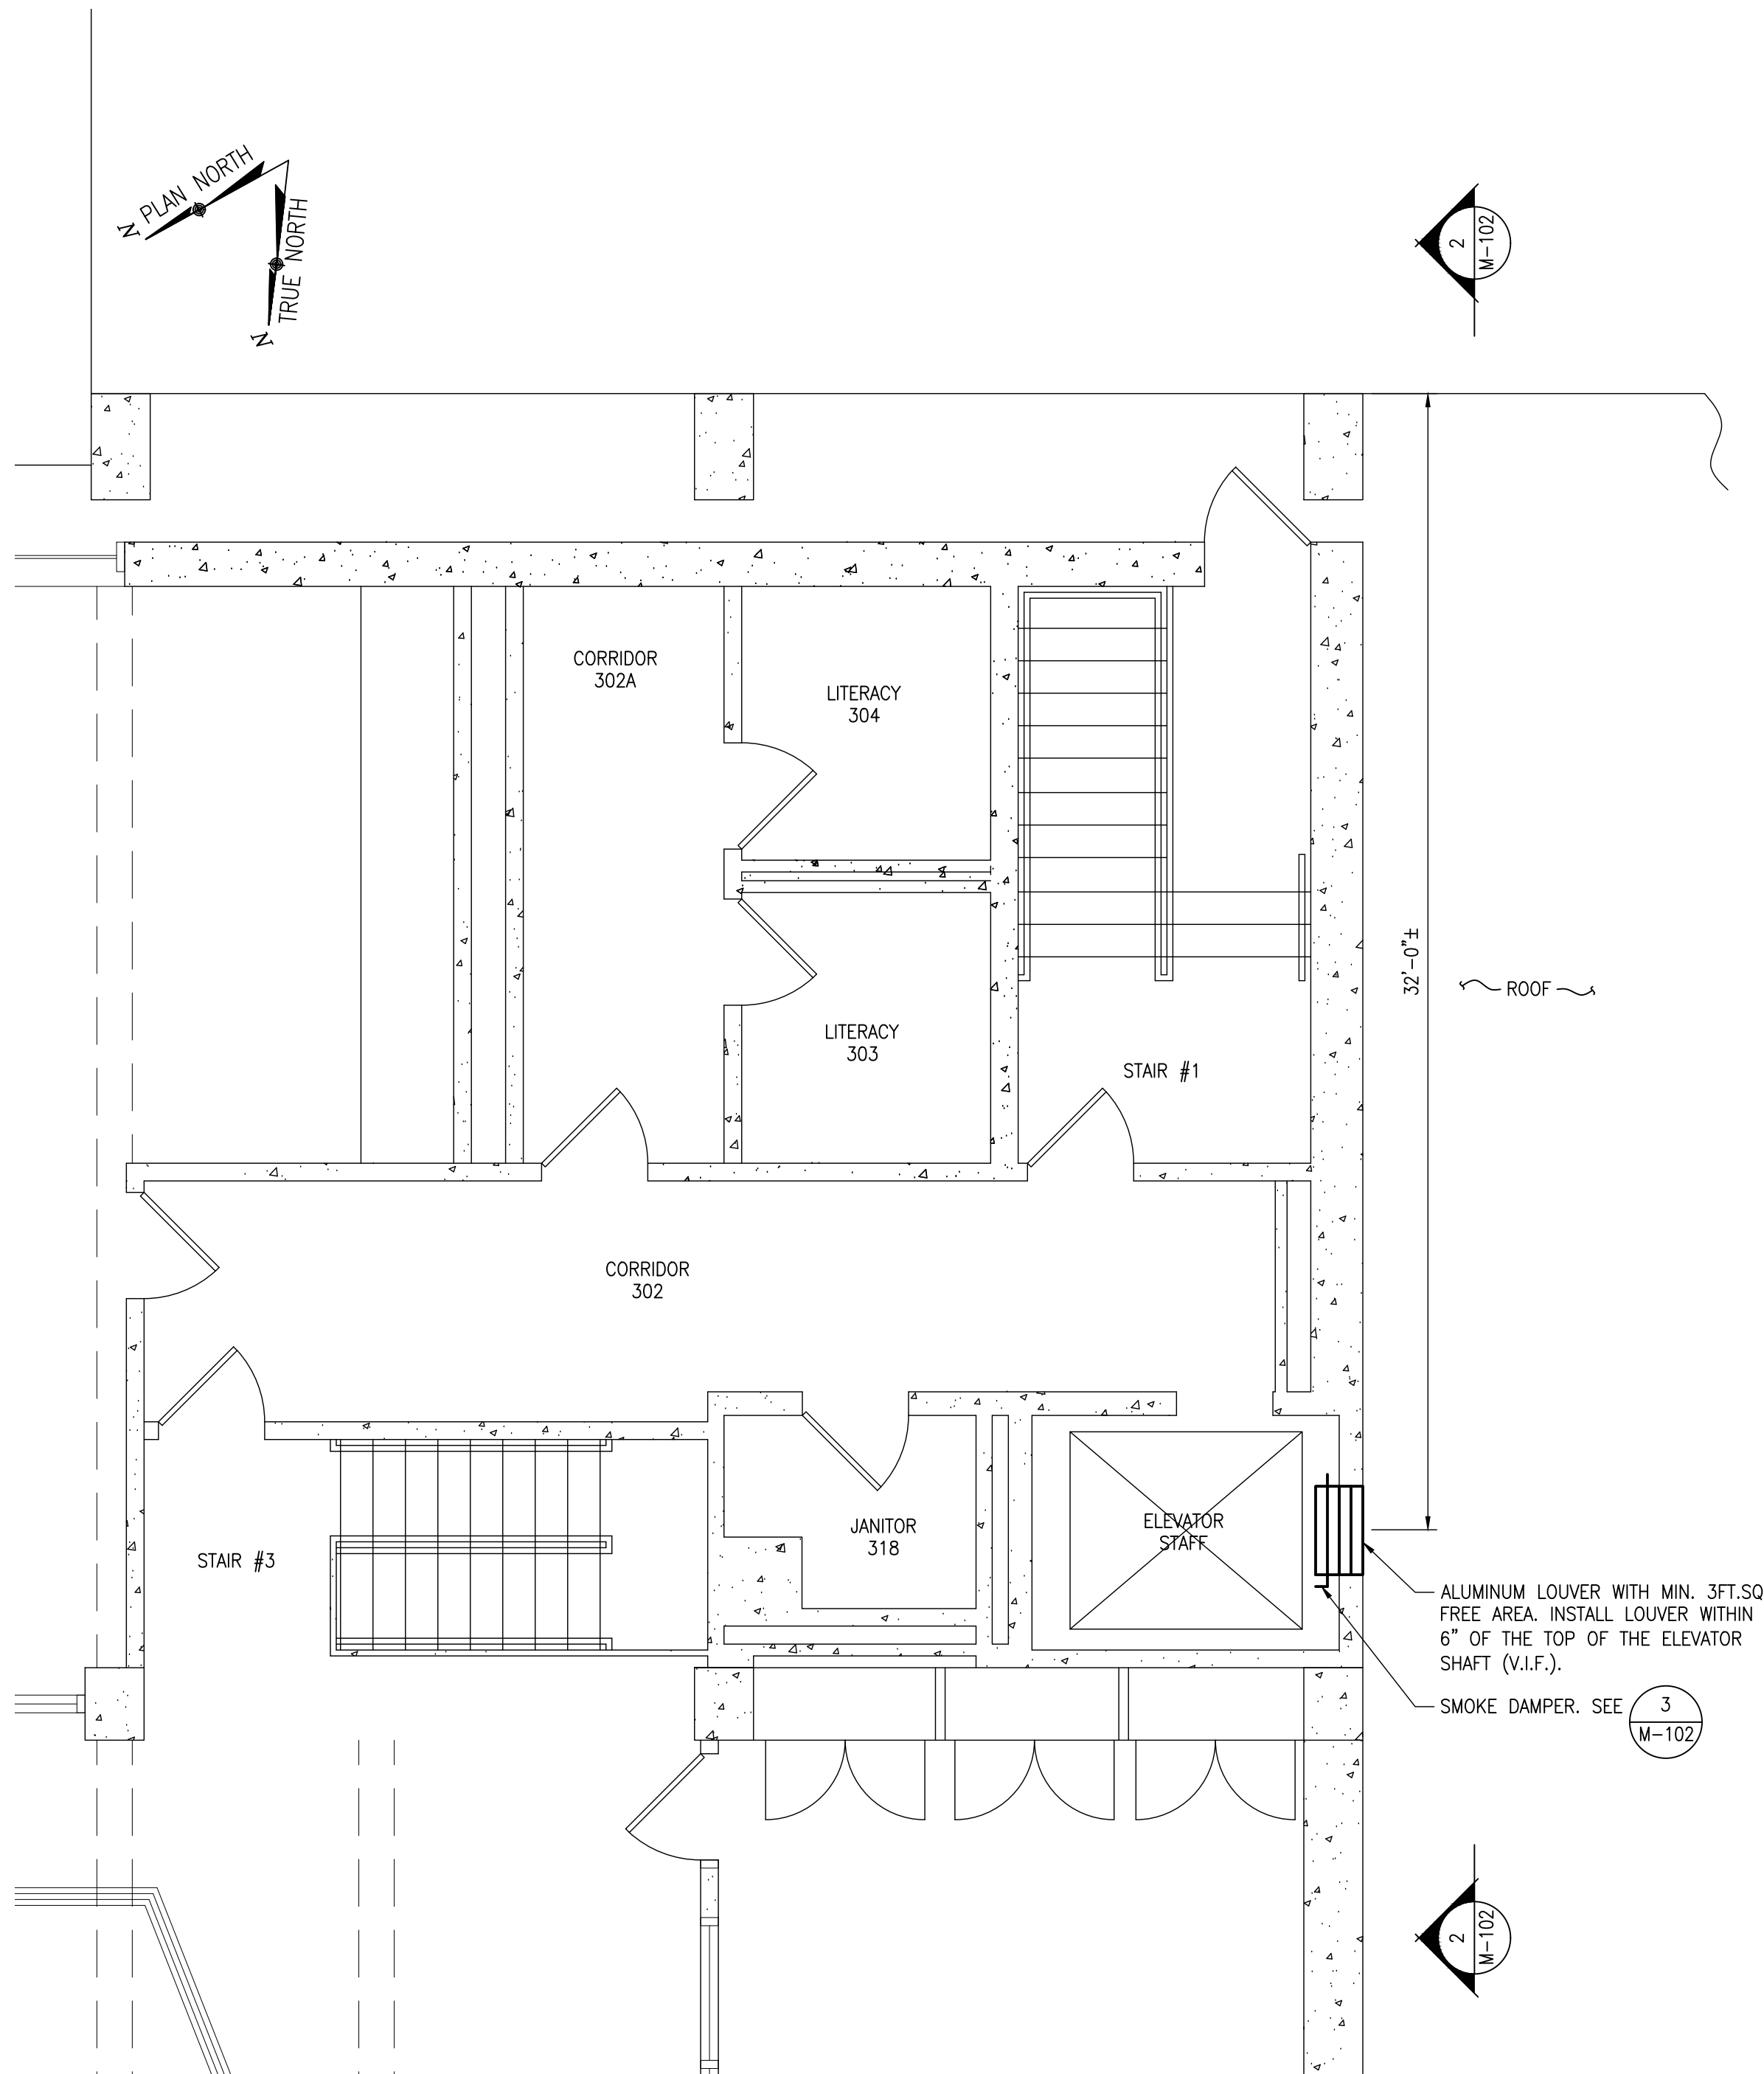 PLAN NORTH
N
TRUE NORTH
N
2
M-102
CORRIDOR
302A
LITERACY
304
32'-0"±
ROOF
LITERACY
303
STAIR #1
CORRIDOR
302
JANITOR
318
ELEVATOR
STAFF
STAIR #3
ALUMINUM LOUVER WITH MIN. 3FT.SQ
FREE AREA. INSTALL LOUVER WITHIN
6" OF THE TOP OF THE ELEVATOR
SHAFT (V.I.F.).
SMOKE DAMPER. SEE
3
M-102
2
M-102